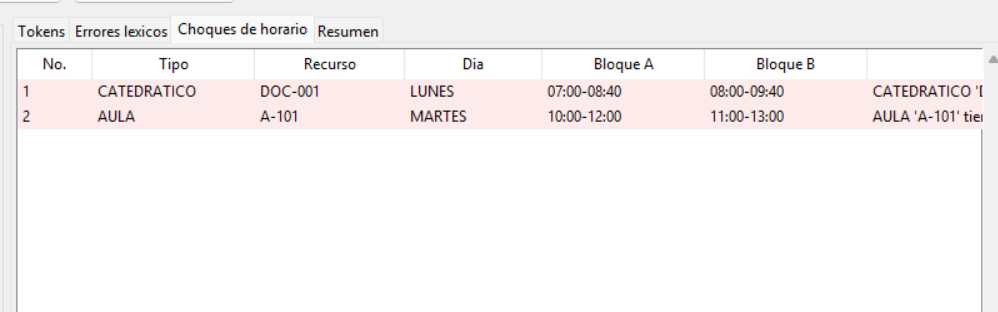 Tokens Errores lexicos Choques de horario Resumen
No. Tipo Recurso Dia Bloque A Bloque B
1 CATEDRATICO DOC-001 LUNES 07:00-08:40 08:00-09:40 CATEDRATICO '
2 AULA A-101 MARTES 10:00-12:00 11:00-13:00 AULA 'A-101' tie